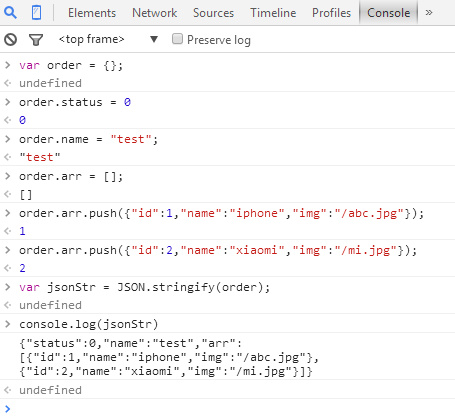 Elements Network Sources Timeline Profiles Console »
<top frame> ▼ Preserve log
> var order = {};
< undefined
> order.status = 0
< 0
> order.name = "test";
< "test"
> order.arr = [];
< []
> order.arr.push({"id":1,"name":"iphone","img":"/abc.jpg"});
< 1
> order.arr.push({"id":2,"name":"xiaomi","img":"/mi.jpg"});
< 2
> var jsonStr = JSON.stringify(order);
< undefined
> console.log(jsonStr)
{"status":0,"name":"test","arr":
[{"id":1,"name":"iphone","img":"/abc.jpg"},
{"id":2,"name":"xiaomi","img":"/mi.jpg"}]}
< undefined
>